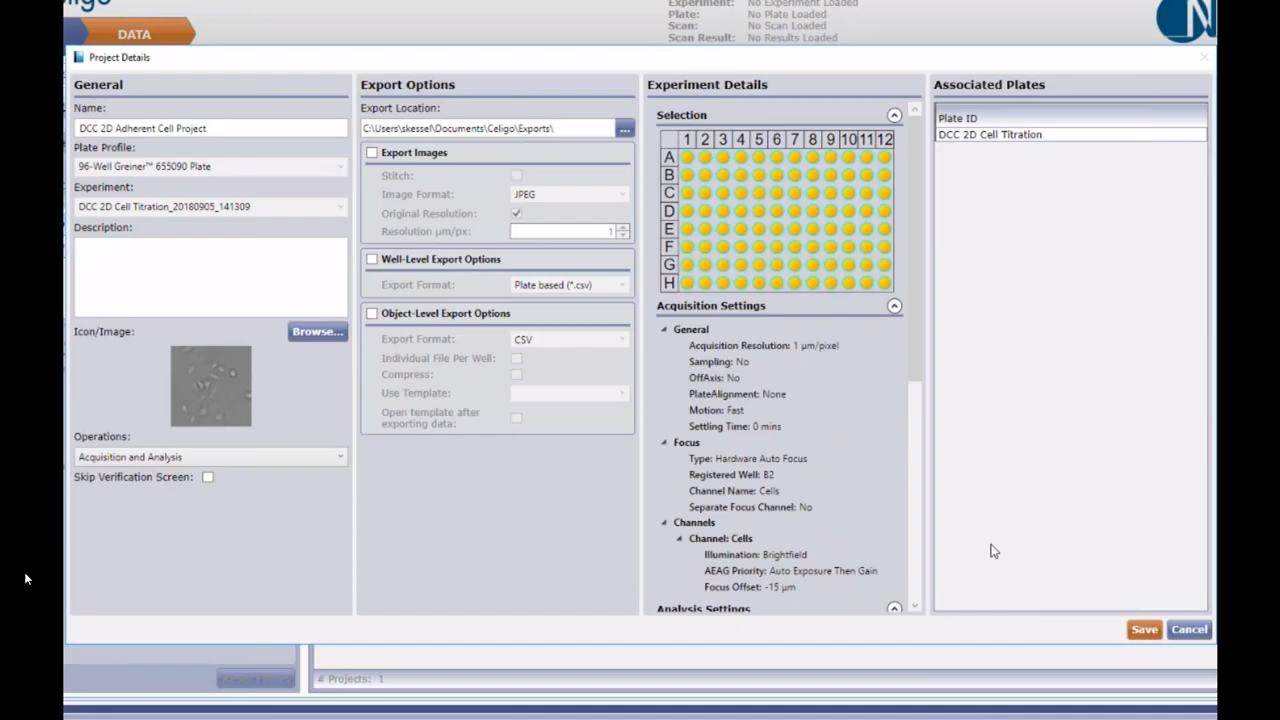 Experiment: No Experiment Loaded
DATA
Plate: No Plate Loaded
Scan: No Scan Loaded
Scan Result: No Results Loaded
Project Details
General
Name:
DCC 2D Adherent Cell Project
Plate Profile:
96-Well Greiner™ 655090 Plate
Experiment:
DCC 2D Cell Titration_20180905_141309
Description:
Icon/Image:
Browse...
Operations:
Acquisition and Analysis
Skip Verification Screen:
Export Options
Export Location:
C:\Users\skessel\Documents\Celigo\Exports\
...
Export Images
Stitch:
Image Format: JPEG
Original Resolution:
Resolution µm/px: 1
Well-Level Export Options
Export Format: Plate based (*.csv)
Object-Level Export Options
Export Format: CSV
Individual File Per Well:
Compress:
Use Template:
Open template after
exporting data:
Experiment Details
Selection
1 2 3 4 5 6 7 8 9 10 11 12
A
B
C
D
E
F
G
H
Acquisition Settings
General
Acquisition Resolution: 1 µm/pixel
Sampling: No
OffAxis: No
PlateAlignment: None
Motion: Fast
Settling Time: 0 mins
Focus
Type: Hardware Auto Focus
Registered Well: B2
Channel Name: Cells
Separate Focus Channel: No
Channels
Channel: Cells
Illumination: Brightfield
AEAG Priority: Auto Exposure Then Gain
Focus Offset: -15 µm
Analysis Settings
Associated Plates
Plate ID
DCC 2D Cell Titration
Save
Cancel
# Projects: 1